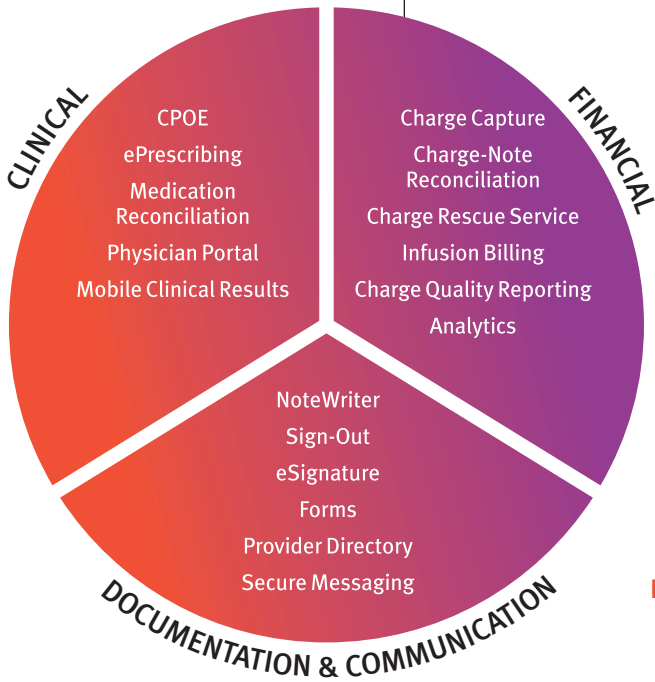 CLINICAL
CPOE
ePrescribing
Medication
Reconciliation
Physician Portal
Mobile Clinical Results
FINANCIAL
Charge Capture
Charge-Note
Reconciliation
Charge Rescue Service
Infusion Billing
Charge Quality Reporting
Analytics
NoteWriter
Sign-Out
eSignature
Forms
Provider Directory
Secure Messaging
DOCUMENTATION & COMMUNICATION